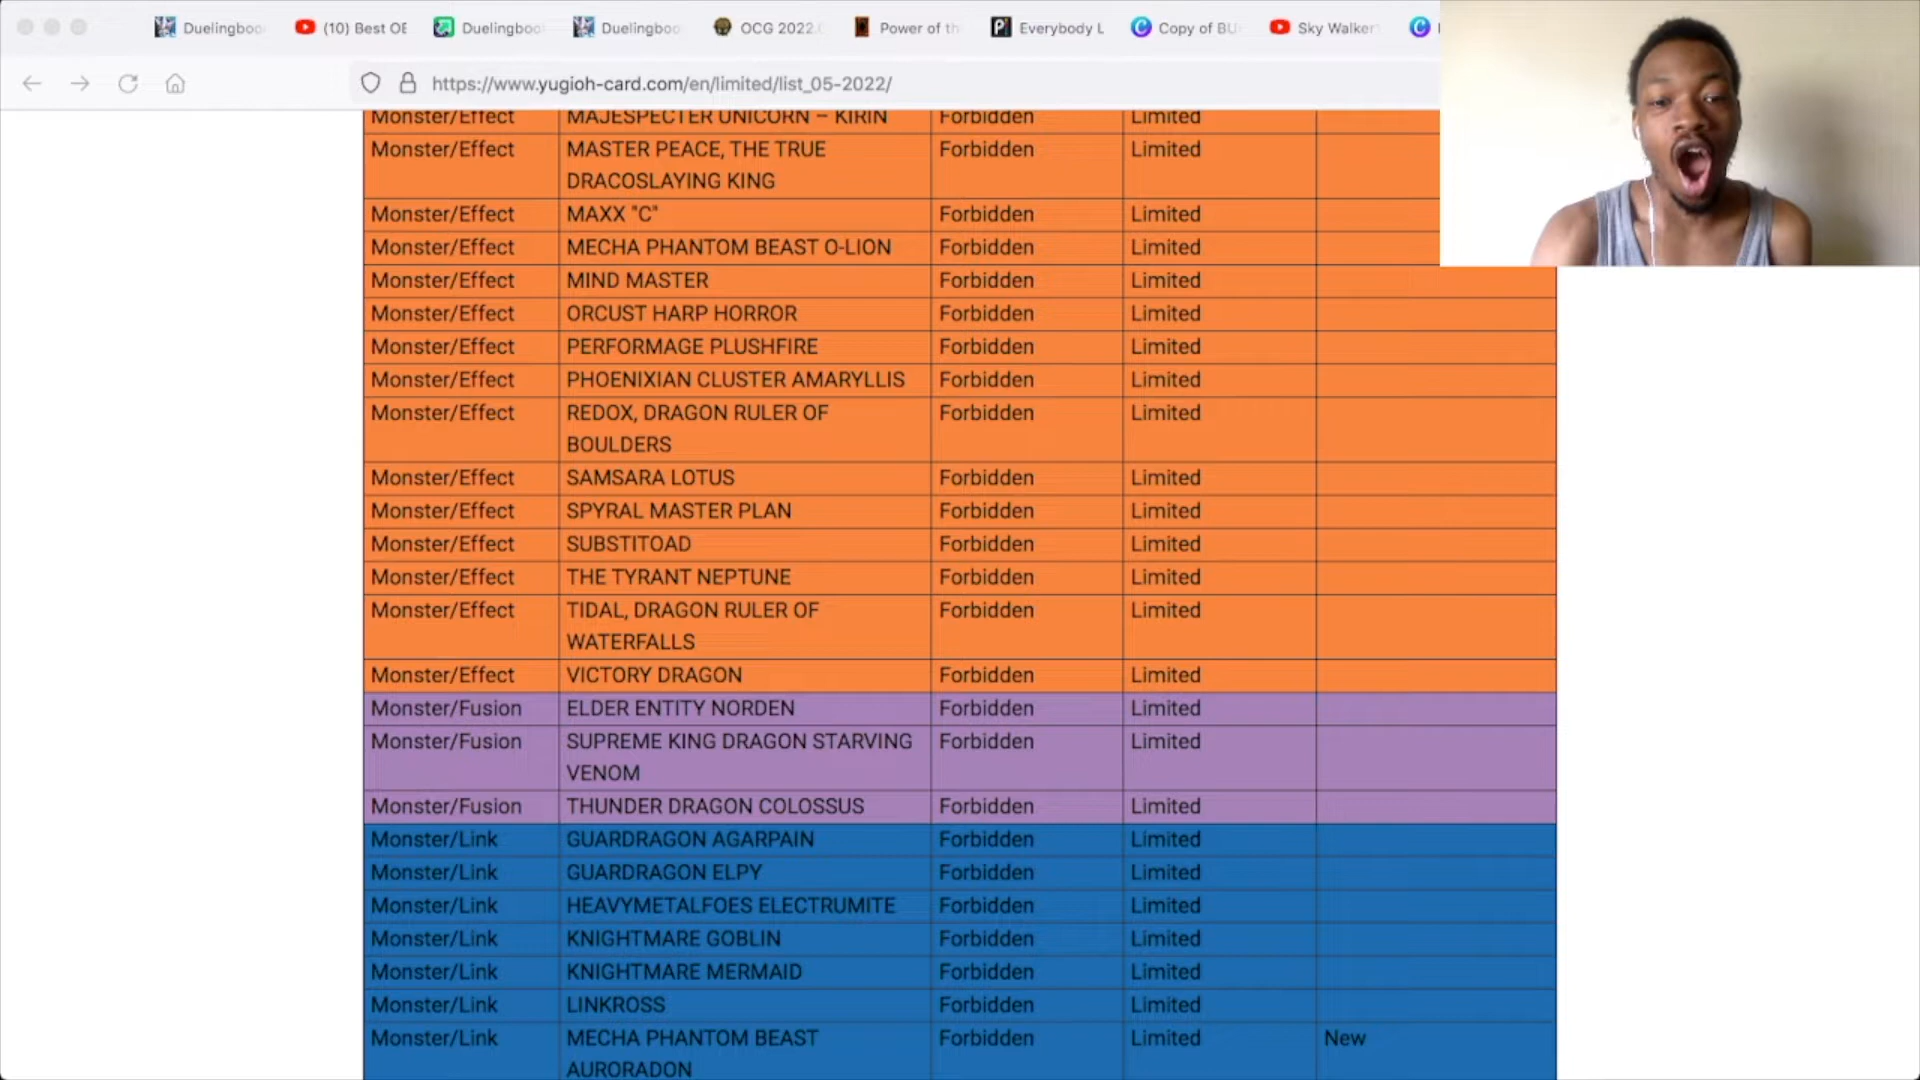 Duelingboo
(10) Best OE
Duelingboo
Duelingboo
OCG 2022.
Power of th
Everybody L
Copy of BU
Sky Walker
https://www.yugioh-card.com/en/limited/list_05-2022/
Monster/Effect MAJESPECTER UNICORN – KIRIN Forbidden Limited
Monster/Effect MASTER PEACE, THE TRUE Forbidden Limited
DRACOSLAYING KING
Monster/Effect MAXX "C" Forbidden Limited
Monster/Effect MECHA PHANTOM BEAST O-LION Forbidden Limited
Monster/Effect MIND MASTER Forbidden Limited
Monster/Effect ORCUST HARP HORROR Forbidden Limited
Monster/Effect PERFORMAGE PLUSHFIRE Forbidden Limited
Monster/Effect PHOENIXIAN CLUSTER AMARYLLIS Forbidden Limited
Monster/Effect REDOX, DRAGON RULER OF Forbidden Limited
BOULDERS
Monster/Effect SAMSARA LOTUS Forbidden Limited
Monster/Effect SPYRAL MASTER PLAN Forbidden Limited
Monster/Effect SUBSTITOAD Forbidden Limited
Monster/Effect THE TYRANT NEPTUNE Forbidden Limited
Monster/Effect TIDAL, DRAGON RULER OF Forbidden Limited
WATERFALLS
Monster/Effect VICTORY DRAGON Forbidden Limited
Monster/Fusion ELDER ENTITY NORDEN Forbidden Limited
Monster/Fusion SUPREME KING DRAGON STARVING Forbidden Limited
VENOM
Monster/Fusion THUNDER DRAGON COLOSSUS Forbidden Limited
Monster/Link GUARDRAGON AGARPAIN Forbidden Limited
Monster/Link GUARDRAGON ELPY Forbidden Limited
Monster/Link HEAVYMETALFOES ELECTRUMITE Forbidden Limited
Monster/Link KNIGHTMARE GOBLIN Forbidden Limited
Monster/Link KNIGHTMARE MERMAID Forbidden Limited
Monster/Link LINKROSS Forbidden Limited
Monster/Link MECHA PHANTOM BEAST Forbidden Limited New
AURORADON